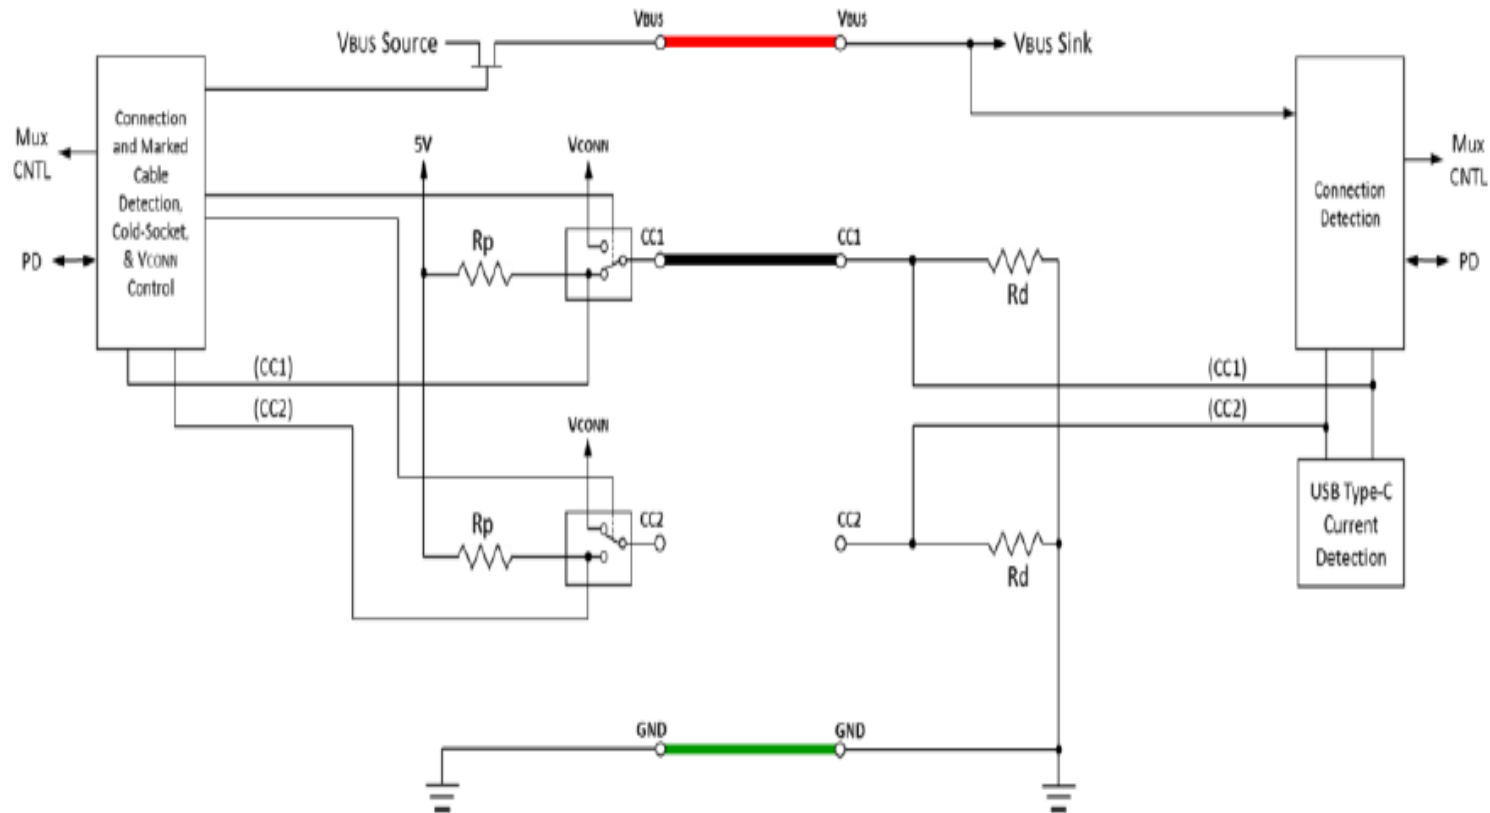 VBUS
VBUS
VBUS Source
VBUS Sink
Connection
and Marked
Cable
Detection,
Cold-Socket,
& VCONN
Control
Mux
CNTL
PD
5V
VCONN
Rp
CC1
CC1
Rd
Connection
Detection
Mux
CNTL
PD
(CC1)
(CC2)
(CC1)
(CC2)
VCONN
Rp
CC2
CC2
Rd
USB Type-C
Current
Detection
GND
GND